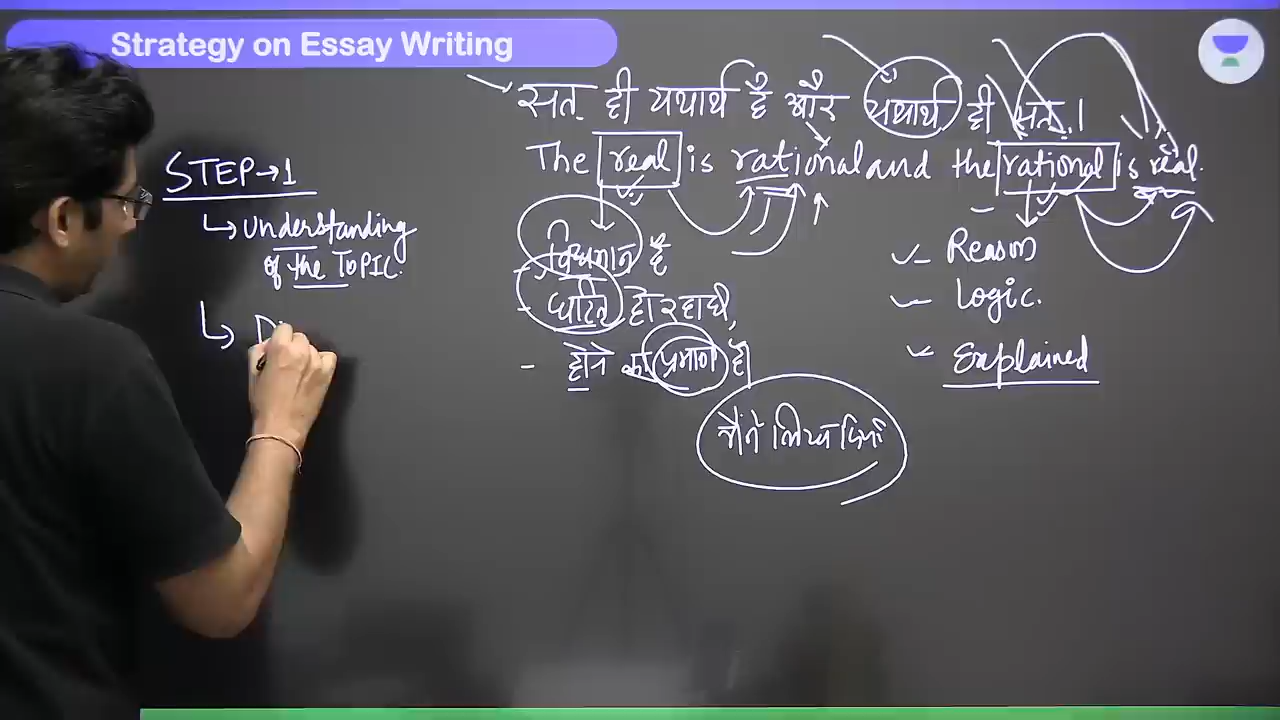 Strategy on Essay Writing
सत् ही यथार्थ है और यथार्थ ही सत् ।
The real is rational and the rational is real.
STEP→1
↳ Understanding
of the TOPIC.
↳
- विद्यमान है
- घटित हो रहा हो,
- होने का प्रमाण हो
मैंने लिख दिया
Reason
Logic.
Explained